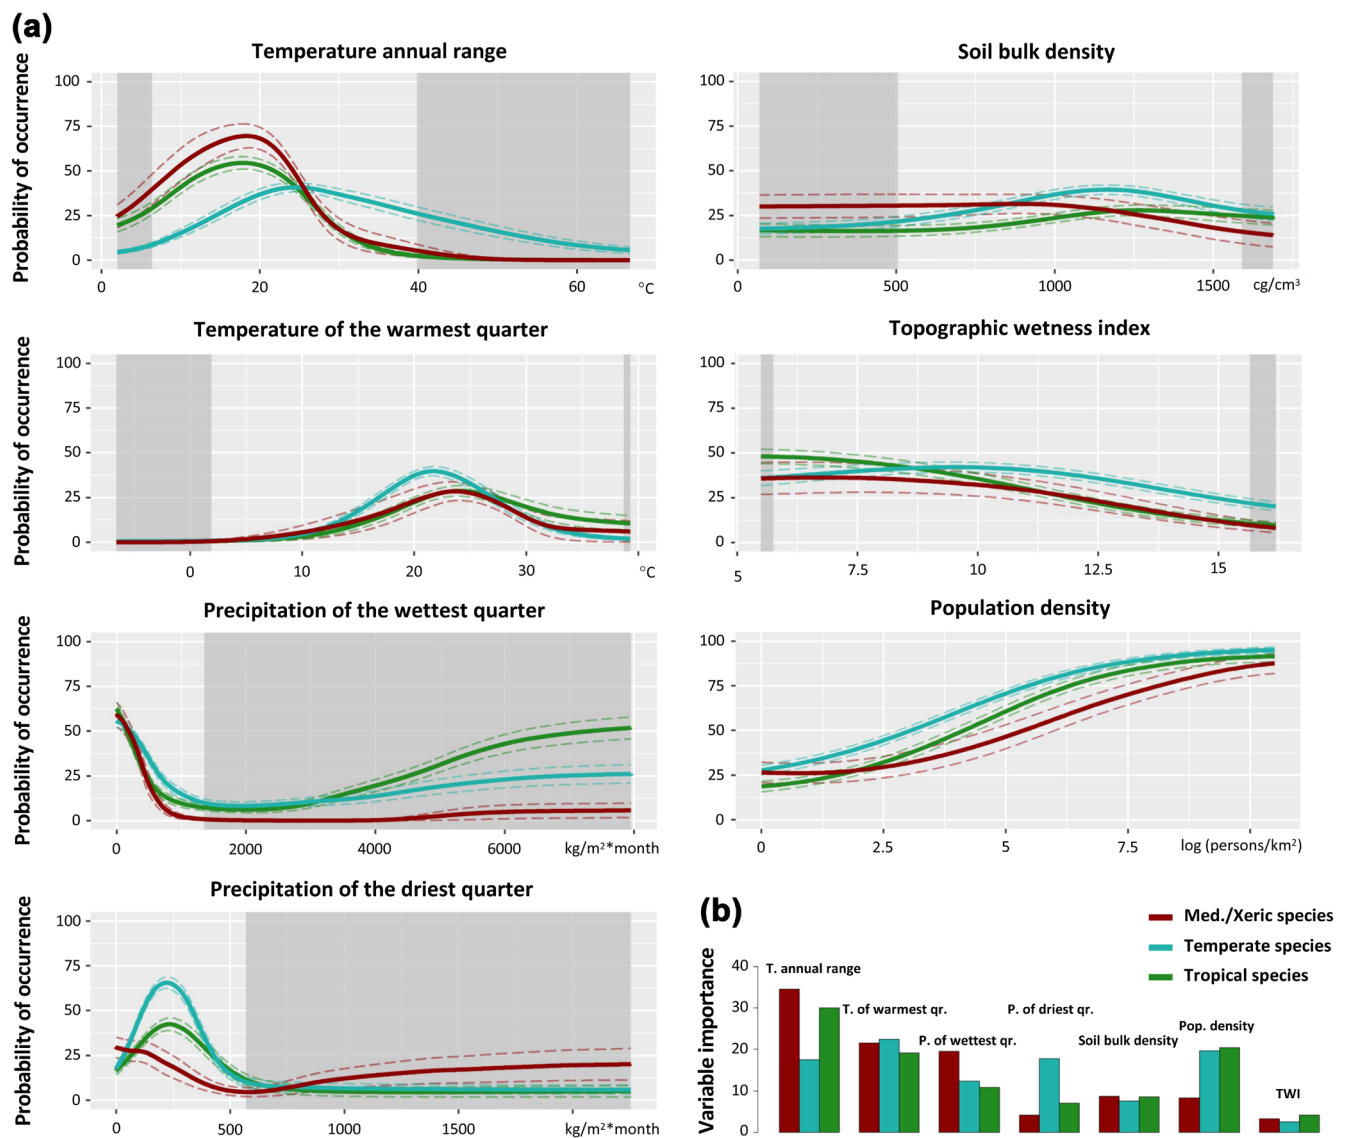 (a)
Temperature annual range
Probability of occurrence
100
75
50
25
0
0 20 40 60 °C
Soil bulk density
100
75
50
25
0
0 500 1000 1500 cg/cm³
Temperature of the warmest quarter
Probability of occurrence
100
75
50
25
0
0 10 20 30 °C
Topographic wetness index
100
75
50
25
0
5 7.5 10 12.5 15
Precipitation of the wettest quarter
Probability of occurrence
100
75
50
25
0
0 2000 4000 6000 kg/m²*month
Population density
100
75
50
25
0
0 2.5 5 7.5 log (persons/km²)
Precipitation of the driest quarter
Probability of occurrence
100
75
50
25
0
0 500 1000 1500 kg/m²*month
(b)
Med./Xeric species
Temperate species
Tropical species
Variable importance
40
30
20
10
0
T. annual range
T. of warmest qr.
P. of wettest qr.
P. of driest qr.
Soil bulk density
Pop. density
TWI